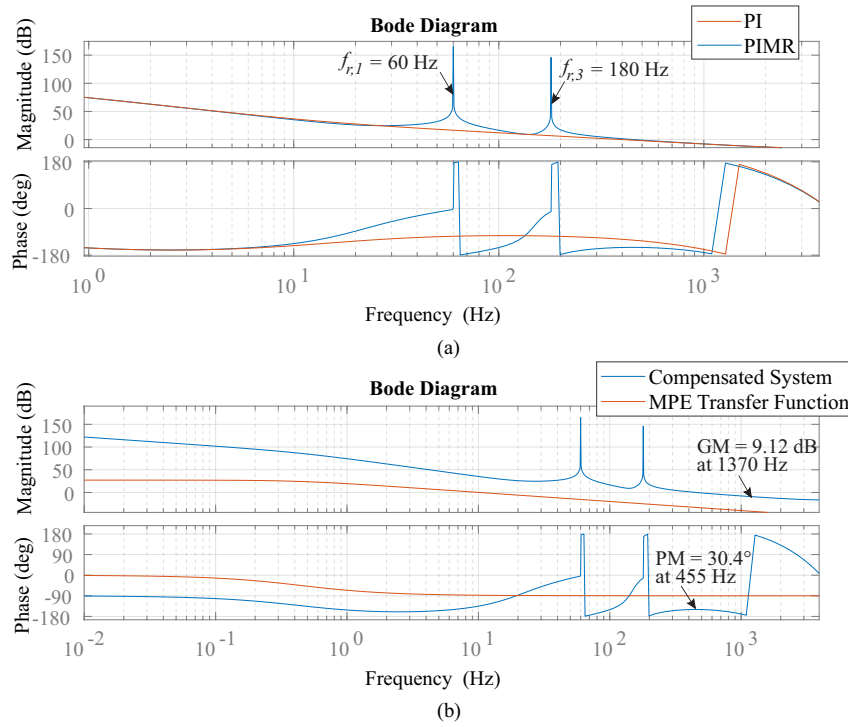 Bode Diagram
PI
PIMR
Magnitude (dB)
150
100
50
0
f_{r,1} = 60 Hz
f_{r,3} = 180 Hz
Phase (deg)
180
0
-180
10^0
10^1
10^2
10^3
Frequency (Hz)
(a)
Bode Diagram
Compensated System
MPE Transfer Function
Magnitude (dB)
150
100
50
0
GM = 9.12 dB
at 1370 Hz
Phase (deg)
180
90
0
-90
-180
PM = 30.4°
at 455 Hz
10^-2
10^-1
10^0
10^1
10^2
10^3
Frequency (Hz)
(b)